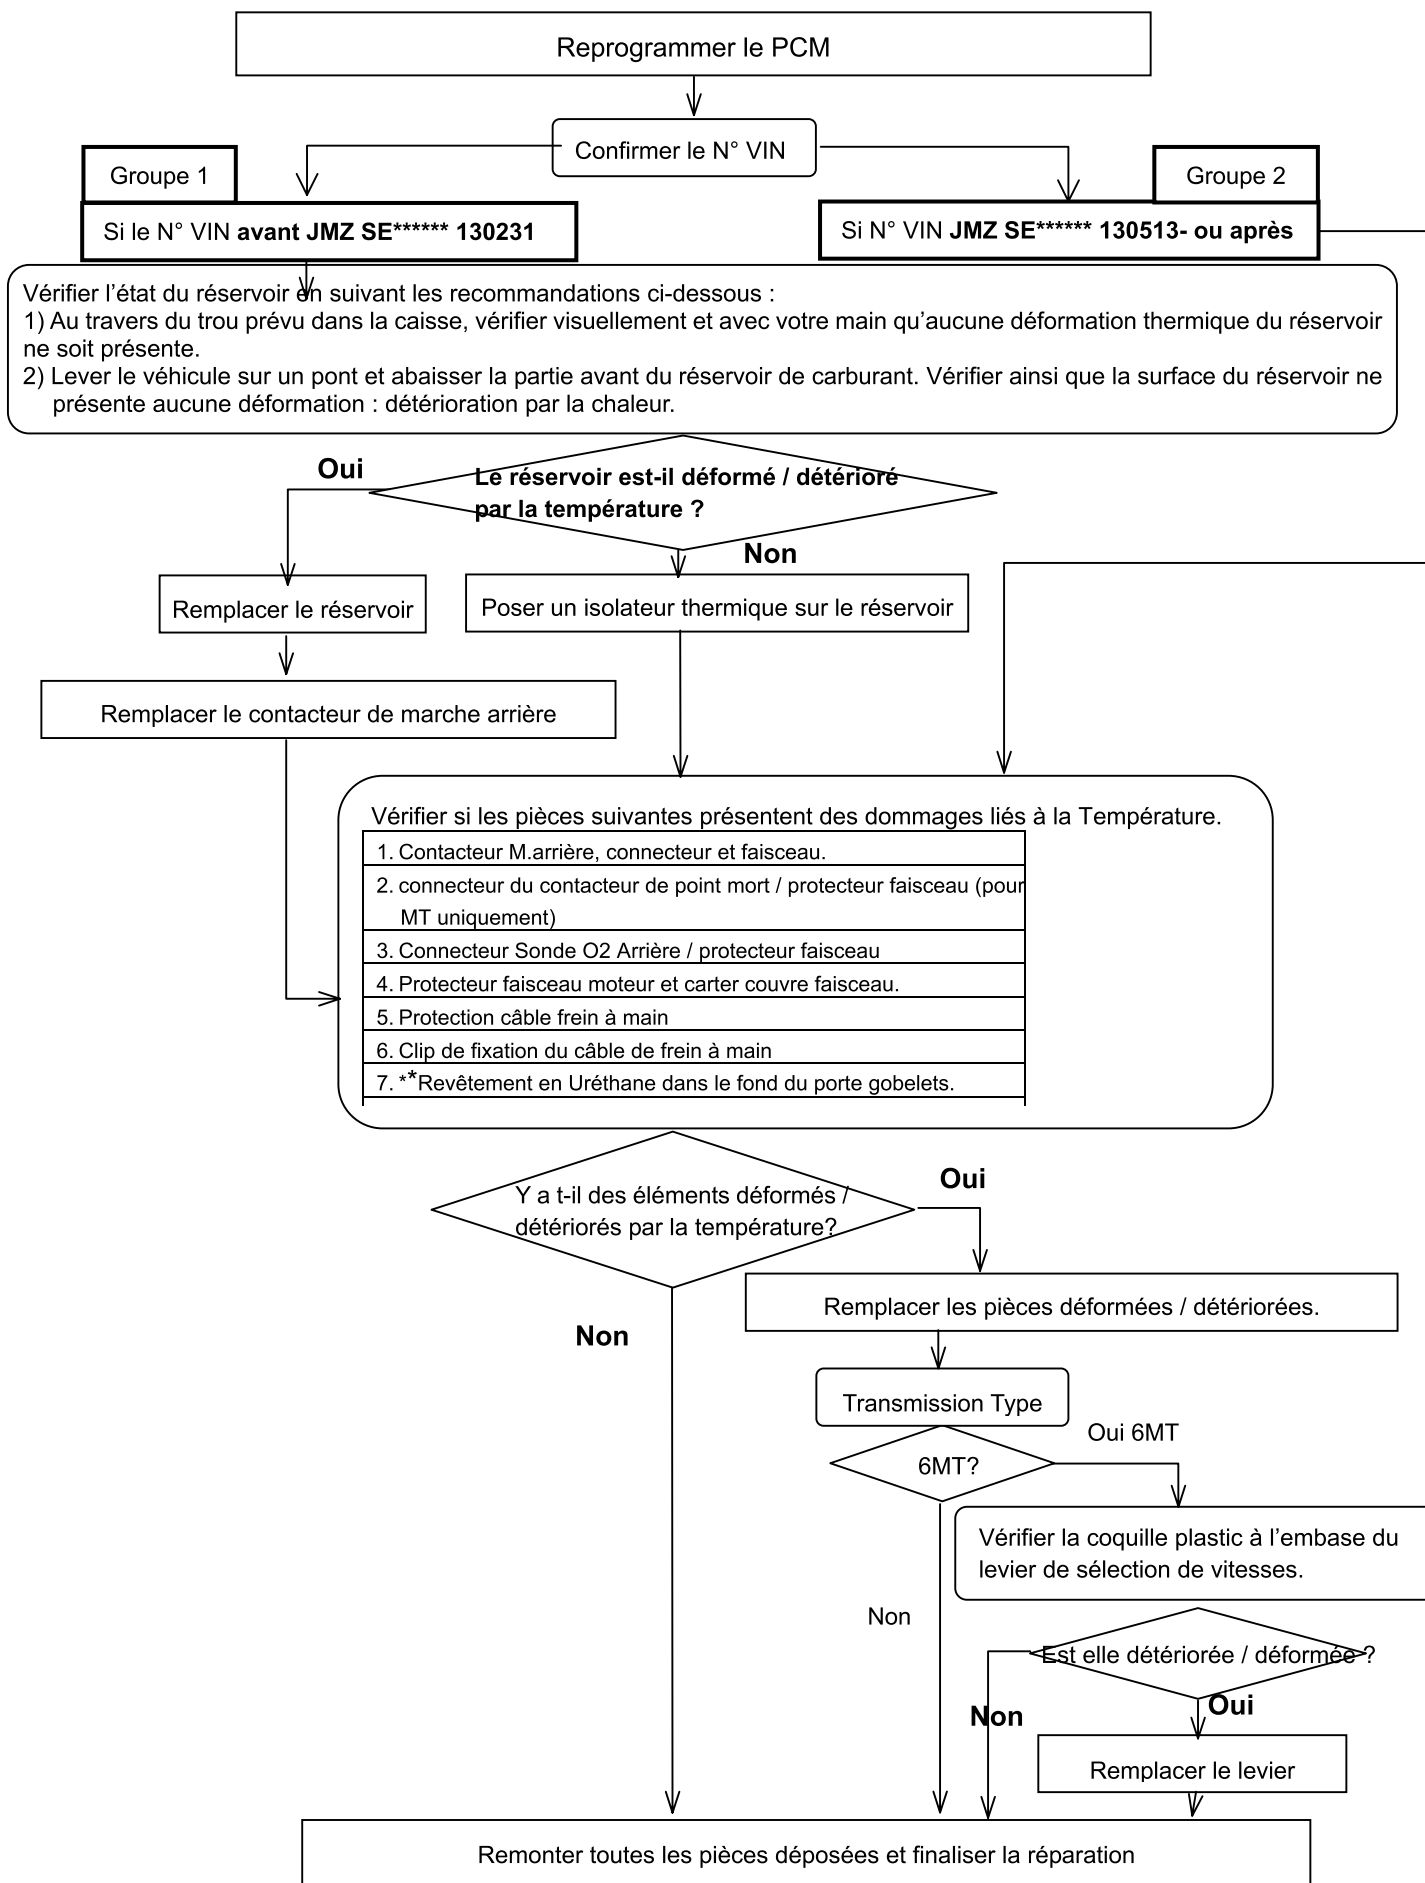 Reprogrammer le PCM
Confirmer le N° VIN
Groupe 1
Groupe 2
Si le N° VIN avant JMZ SE****** 130231
Si N° VIN JMZ SE****** 130513- ou après
Vérifier l’état du réservoir en suivant les recommandations ci-dessous :
1) Au travers du trou prévu dans la caisse, vérifier visuellement et avec votre main qu’aucune déformation thermique du réservoir
ne soit présente.
2) Lever le véhicule sur un pont et abaisser la partie avant du réservoir de carburant. Vérifier ainsi que la surface du réservoir ne
présente aucune déformation : détérioration par la chaleur.
Oui
Le réservoir est-il déformé / détérioré
par la température ?
Non
Remplacer le réservoir
Poser un isolateur thermique sur le réservoir
Remplacer le contacteur de marche arrière
Vérifier si les pièces suivantes présentent des dommages liés à la Température.
1. Contacteur M.arrière, connecteur et faisceau.
2. connecteur du contacteur de point mort / protecteur faisceau (pour
MT uniquement)
3. Connecteur Sonde O2 Arrière / protecteur faisceau
4. Protecteur faisceau moteur et carter couvre faisceau.
5. Protection câble frein à main
6. Clip de fixation du câble de frein à main
7. **Revêtement en Uréthane dans le fond du porte gobelets.
Oui
Y a t-il des éléments déformés /
détériorés par la température?
Remplacer les pièces déformées / détériorées.
Non
Transmission Type
Oui 6MT
6MT?
Vérifier la coquille plastic à l’embase du
levier de sélection de vitesses.
Non
Est elle détériorée / déformée ?
Oui
Non
Remplacer le levier
Remonter toutes les pièces déposées et finaliser la réparation